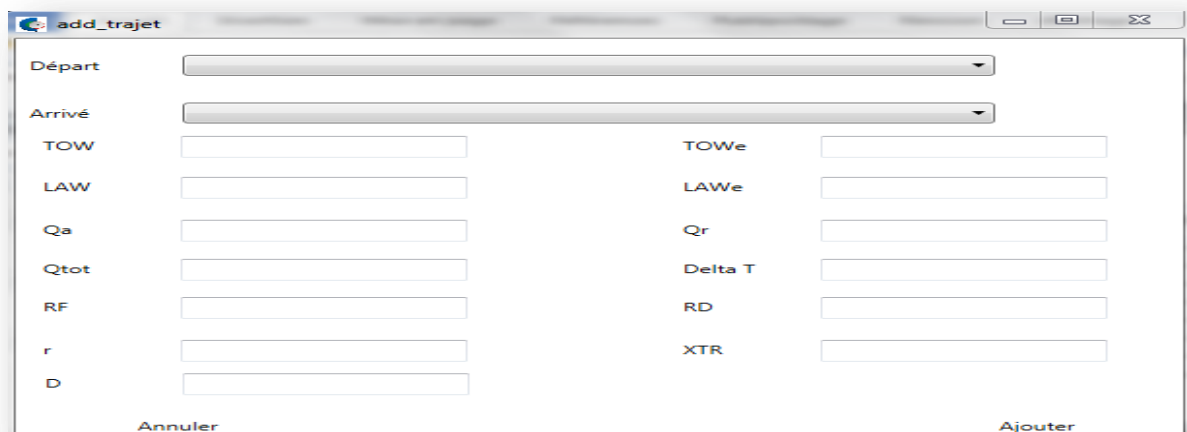 add_trajet
Départ
Arrivé
TOW TOWe
LAW LAWe
Qa Qr
Qtot Delta T
RF RD
r XTR
D
Annuler Ajouter